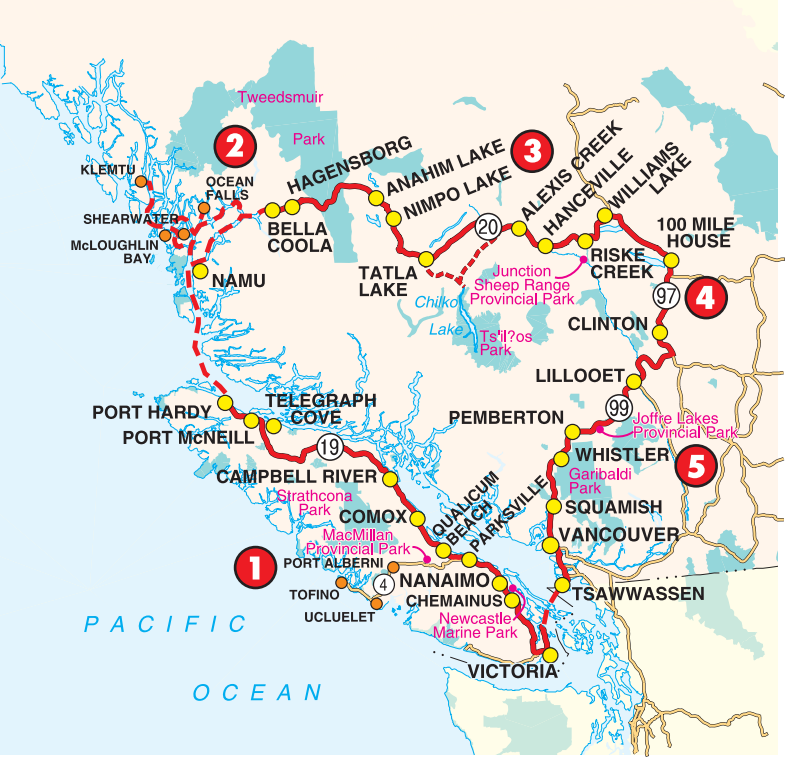 Tweedsmuir
Park
2
3
KLEMTU
OCEAN
FALLS
HAGENSBORG
ANAHIM LAKE
NIMPO LAKE
ALEXIS CREEK
HANCEVILLE
WILLIAMS
LAKE
SHEARWATER
McLOUGHLIN
BAY
BELLA
COOLA
20
100 MILE
HOUSE
NAMU
TATLA
LAKE
RISKE
CREEK
Junction
Sheep Range
Provincial Park
97
4
Chilko
Lake
Ts'il?os
Park
CLINTON
LILLOOET
PORT HARDY
TELEGRAPH
COVE
PORT McNEILL
99
PEMBERTON
Joffre Lakes
Provincial Park
19
WHISTLER
5
CAMPBELL RIVER
Garibaldi
Park
Strathcona
Park
QUALICUM
BEACH
PARKSVILLE
COMOX
SQUAMISH
MacMillan
Provincial Park
VANCOUVER
1
PORT ALBERNI
4
NANAIMO
TSAWWASSEN
TOFINO
CHEMAINUS
UCLUELET
Newcastle
Marine Park
PACIFIC
VICTORIA
OCEAN